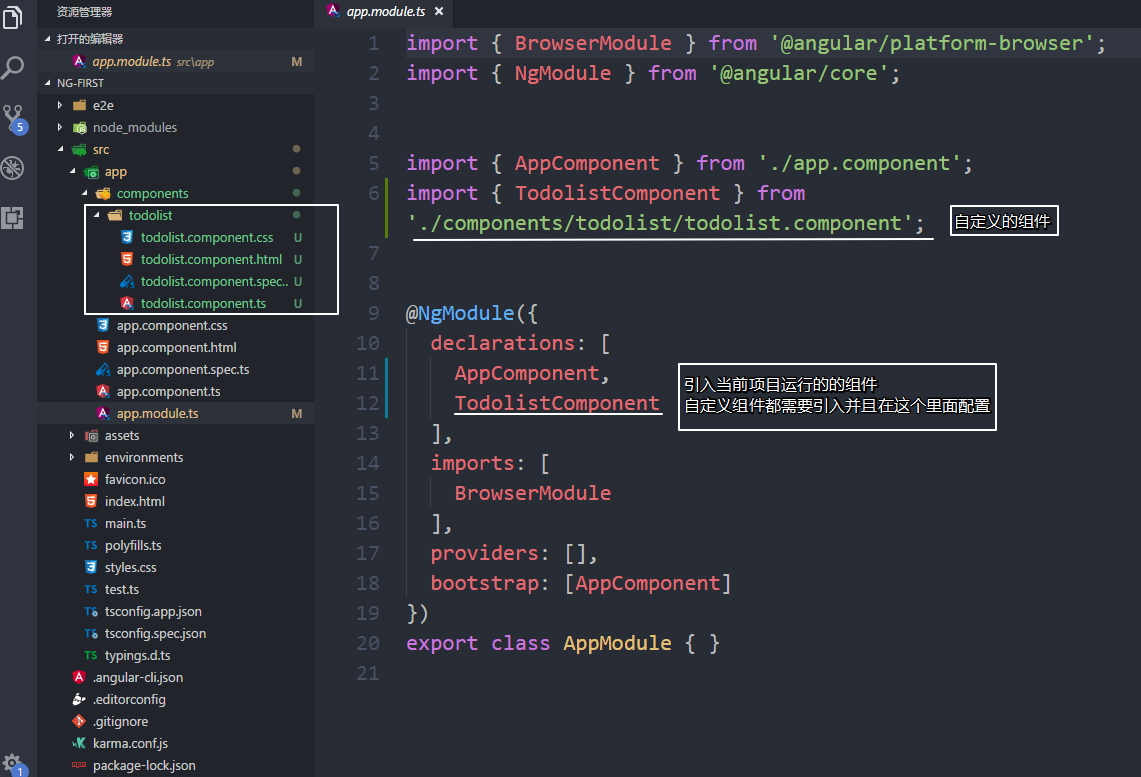 资源管理器
打开的编辑器
app.module.ts src\app M
NG-FIRST
e2e
node_modules
src
app
components
todolist
todolist.component.css U
todolist.component.html U
todolist.component.spec.. U
todolist.component.ts U
app.component.css
app.component.html
app.component.spec.ts
app.component.ts
app.module.ts M
assets
environments
favicon.ico
index.html
TS main.ts
TS polyfills.ts
styles.css
TS test.ts
TS tsconfig.app.json
TS tsconfig.spec.json
TS typings.d.ts
.angular-cli.json
.editorconfig
.gitignore
karma.conf.js
package-lock.json
5
1
app.module.ts ×
1 import { BrowserModule } from '@angular/platform-browser';
2 import { NgModule } from '@angular/core';
3
4
5 import { AppComponent } from './app.component';
6 import { TodolistComponent } from
'./components/todolist/todolist.component';
自定义的组件
7
8
9 @NgModule({
10 declarations: [
11 AppComponent,
12 TodolistComponent
引入当前项目运行的的组件
自定义组件都需要引入并且在这个里面配置
13 ],
14 imports: [
15 BrowserModule
16 ],
17 providers: [],
18 bootstrap: [AppComponent]
19 })
20 export class AppModule { }
21